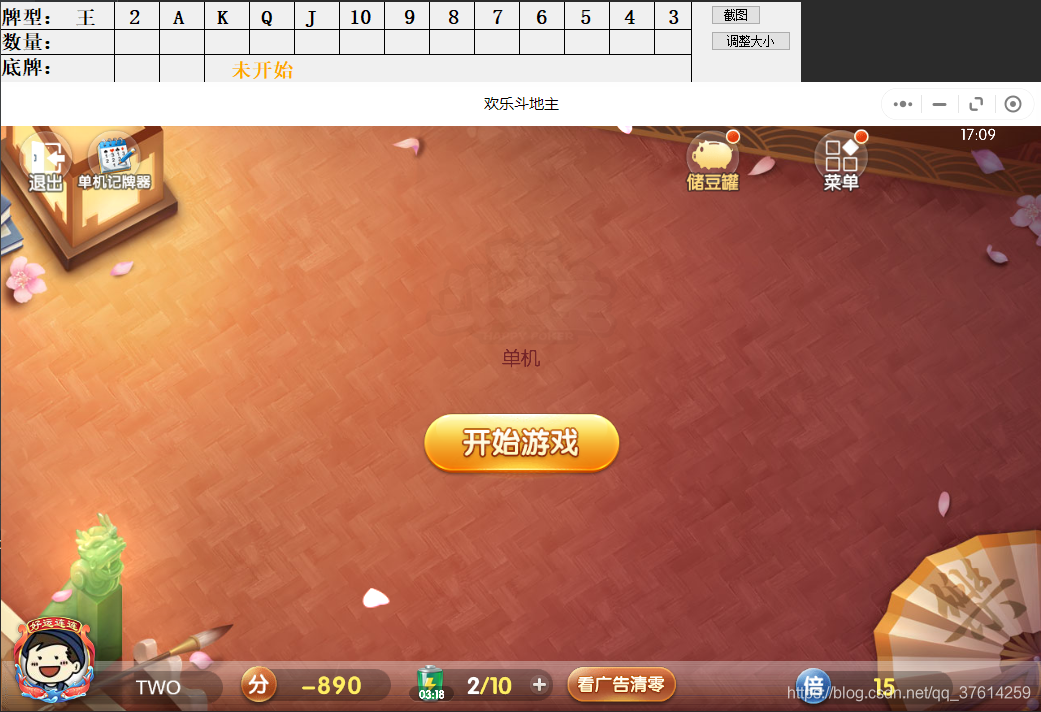 牌型： 王 2 A K Q J 10 9 8 7 6 5 4 3 截图
数量： 调整大小
底牌： 未开始
欢乐斗地主
17:09
退出 单机记牌器 储豆罐 菜单
单机
开始游戏
好运连连
TWO 分 -890 03:18 2/10 + 看广告清零 倍 15
https://blog.csdn.net/qq_37614259